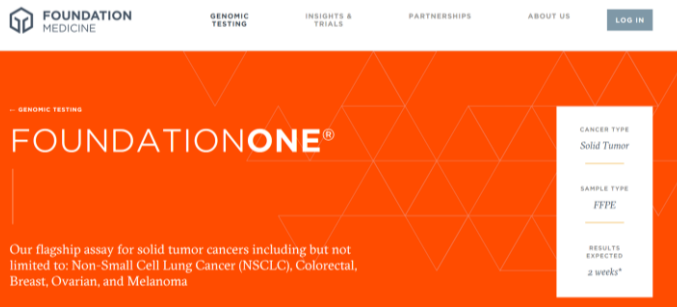 FOUNDATION
MEDICINE
GENOMIC
TESTING
INSIGHTS &
TRIALS
PARTNERSHIPS
ABOUT US
LOG IN
← GENOMIC TESTING
FOUNDATIONONE®
Our flagship assay for solid tumor cancers including but not
limited to: Non-Small Cell Lung Cancer (NSCLC), Colorectal,
Breast, Ovarian, and Melanoma
CANCER TYPE
Solid Tumor
SAMPLE TYPE
FFPE
RESULTS
EXPECTED
2 weeks*